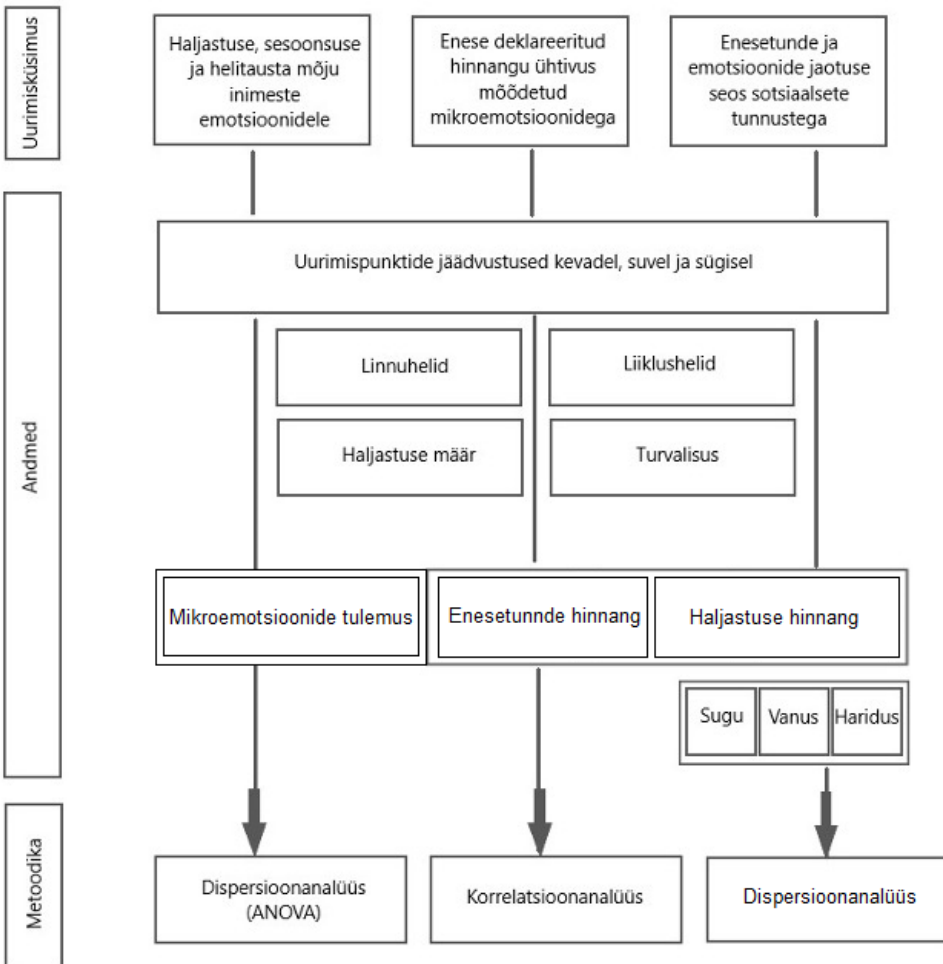 Uurimisküsimus
Haljastuse, sesoonsuse
ja helitausta mõju
inimeste
emotsioonidele
Enese deklareeritud
hinnangu ühtivus
mõõdetud
mikroemotsioonidega
Enesetunde ja
emotsioonide jaotuse
seos sotsiaalsete
tunnustega
Andmed
Uurimispunktide jäädvustused kevadel, suvel ja sügisel
Linnuhelid
Liiklushelid
Haljastuse määr
Turvalisus
Mikroemotsioonide tulemus
Enesetunnde hinnang
Haljastuse hinnang
Sugu
Vanus
Haridus
Metoodika
Dispersioonanalüüs
(ANOVA)
Korrelatsioonanalüüs
Dispersioonanalüüs